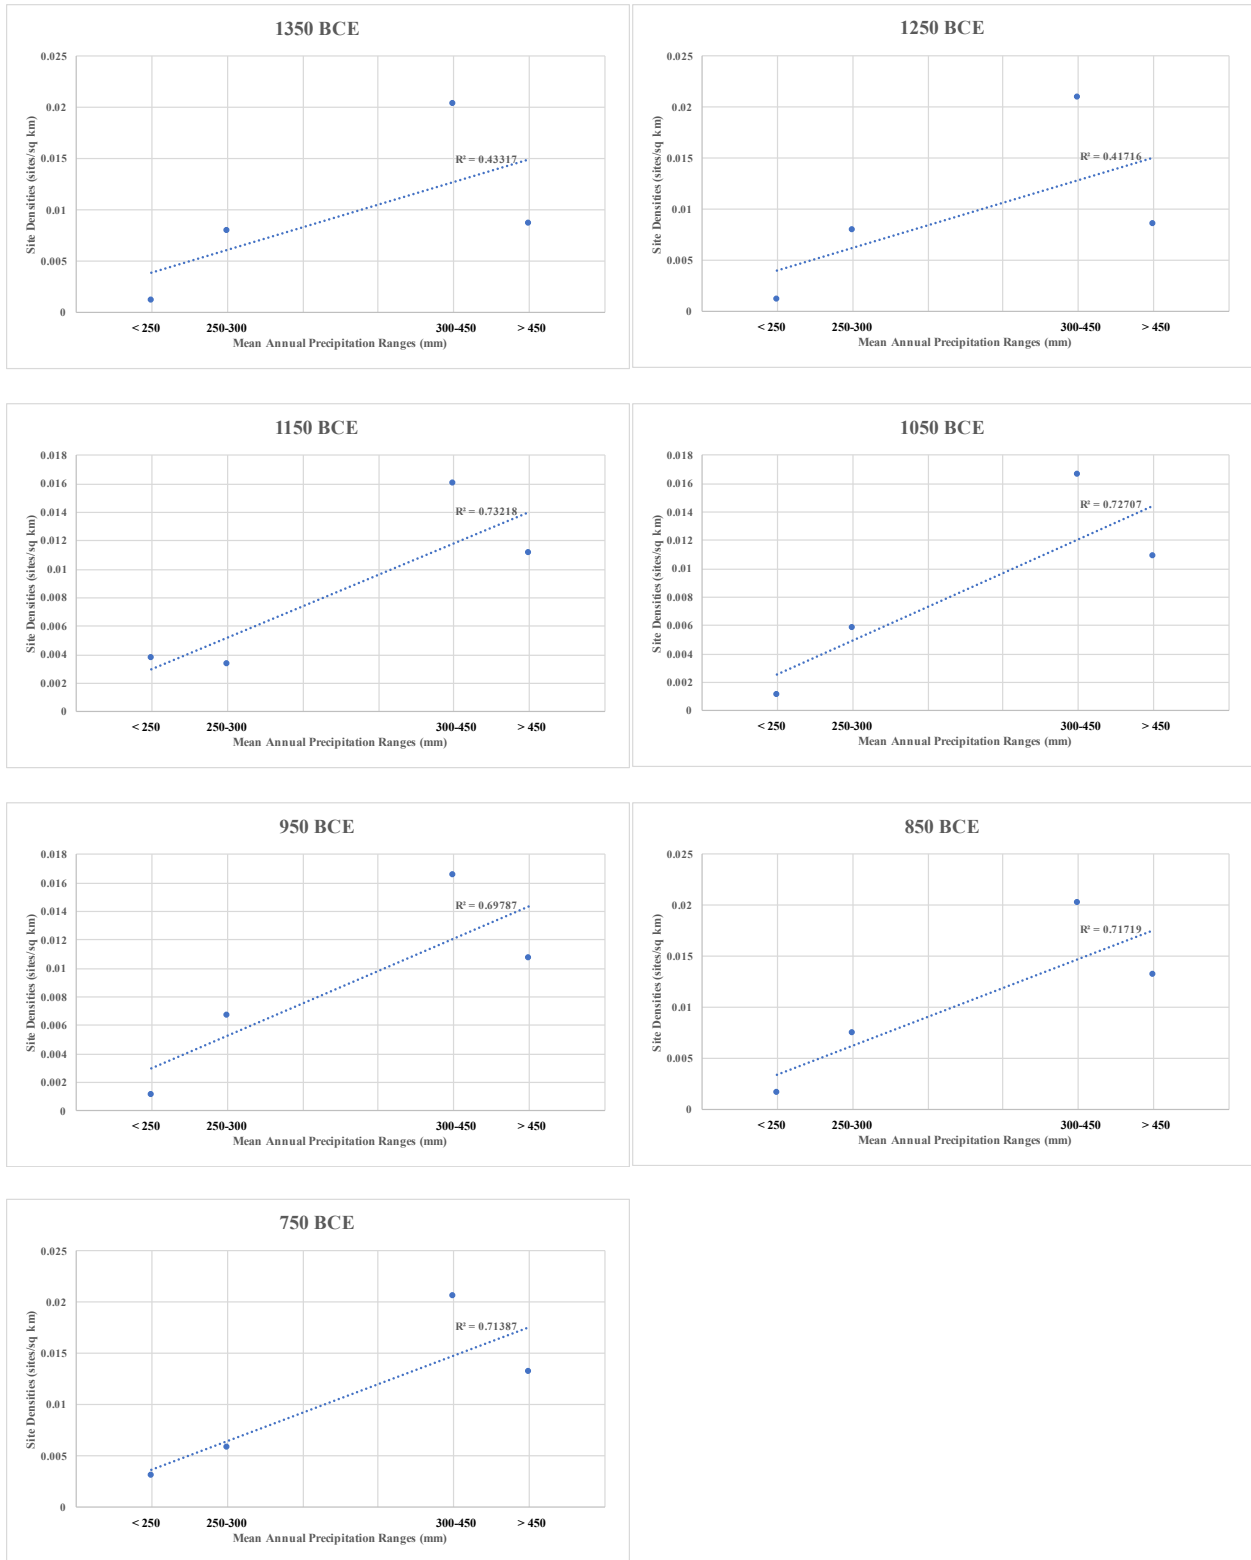 1350 BCE
Site Densities (sites/sq km)
0.025
0.02
0.015
0.01
0.005
0
R² = 0.43317
< 250 250-300 300-450 > 450
Mean Annual Precipitation Ranges (mm)
1250 BCE
Site Densities (sites/sq km)
0.025
0.02
0.015
0.01
0.005
0
R² = 0.41716
< 250 250-300 300-450 > 450
Mean Annual Precipitation Ranges (mm)
1150 BCE
Site Densities (sites/sq km)
0.018
0.016
0.014
0.012
0.01
0.008
0.006
0.004
0.002
0
R² = 0.73218
< 250 250-300 300-450 > 450
Mean Annual Precipitation Ranges (mm)
1050 BCE
Site Densities (sites/sq km)
0.018
0.016
0.014
0.012
0.01
0.008
0.006
0.004
0.002
0
R² = 0.72707
< 250 250-300 300-450 > 450
Mean Annual Precipitation Ranges (mm)
950 BCE
Site Densities (sites/sq km)
0.018
0.016
0.014
0.012
0.01
0.008
0.006
0.004
0.002
0
R² = 0.69787
< 250 250-300 300-450 > 450
Mean Annual Precipitation Ranges (mm)
850 BCE
Site Densities (sites/sq km)
0.025
0.02
0.015
0.01
0.005
0
R² = 0.71719
< 250 250-300 300-450 > 450
Mean Annual Precipitation Ranges (mm)
750 BCE
Site Densities (sites/sq km)
0.025
0.02
0.015
0.01
0.005
0
R² = 0.71387
< 250 250-300 300-450 > 450
Mean Annual Precipitation Ranges (mm)